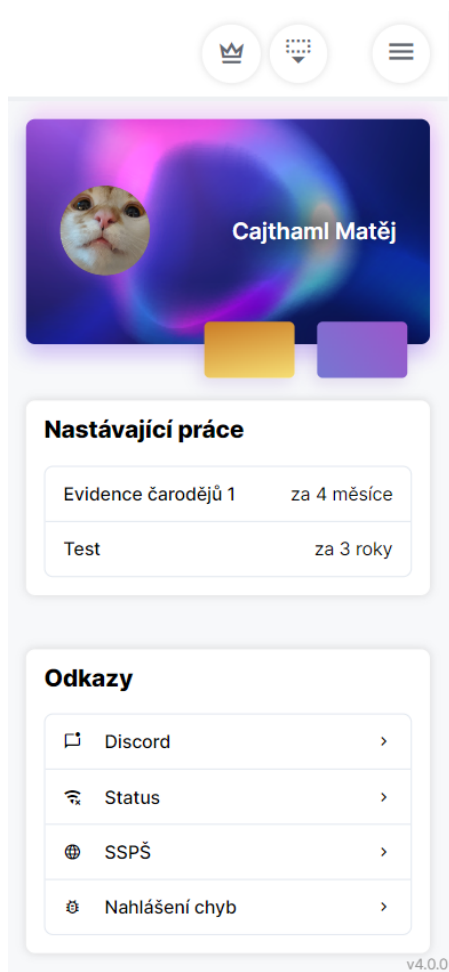 Cajthaml Matěj
Nastávající práce
Evidence čarodějů 1 za 4 měsíce
Test za 3 roky
Odkazy
Discord
Status
SSPŠ
Nahlášení chyb
v4.0.0